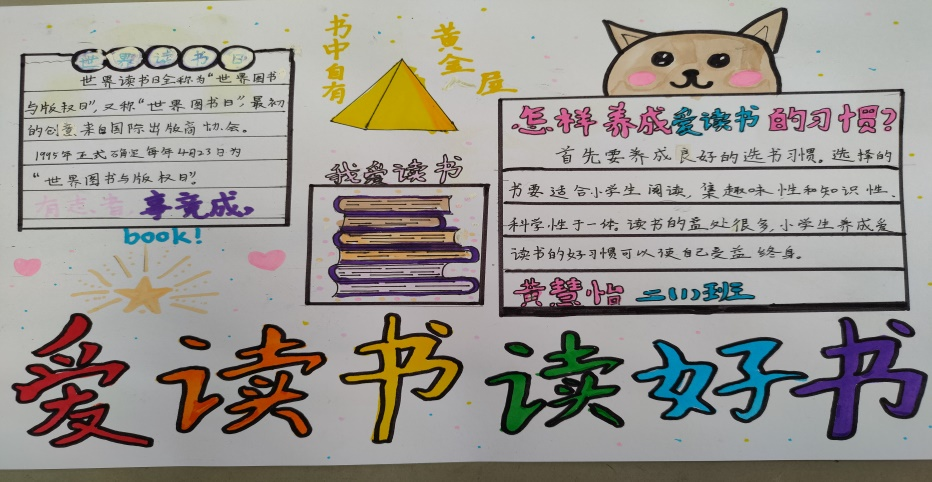 世界读书日
世界读书日全称为“世界图书
与版权日”,又称“世界图书日”,最初
的创意来自国际出版商协会。
1995年正式确定每年4月23日为
“世界图书与版权日”
有志者,事竟成,
book!
书中自有
黄金屋
我爱读书
怎样养成爱读书的习惯?
首先要养成良好的选书习惯。选择的
书要适合小学生阅读,集趣味性和知识性、
科学性于一体。读书的益处很多,小学生养成爱
读书的好习惯可以使自己受益终身。
黄慧怡 二(1)班
爱读书读好书